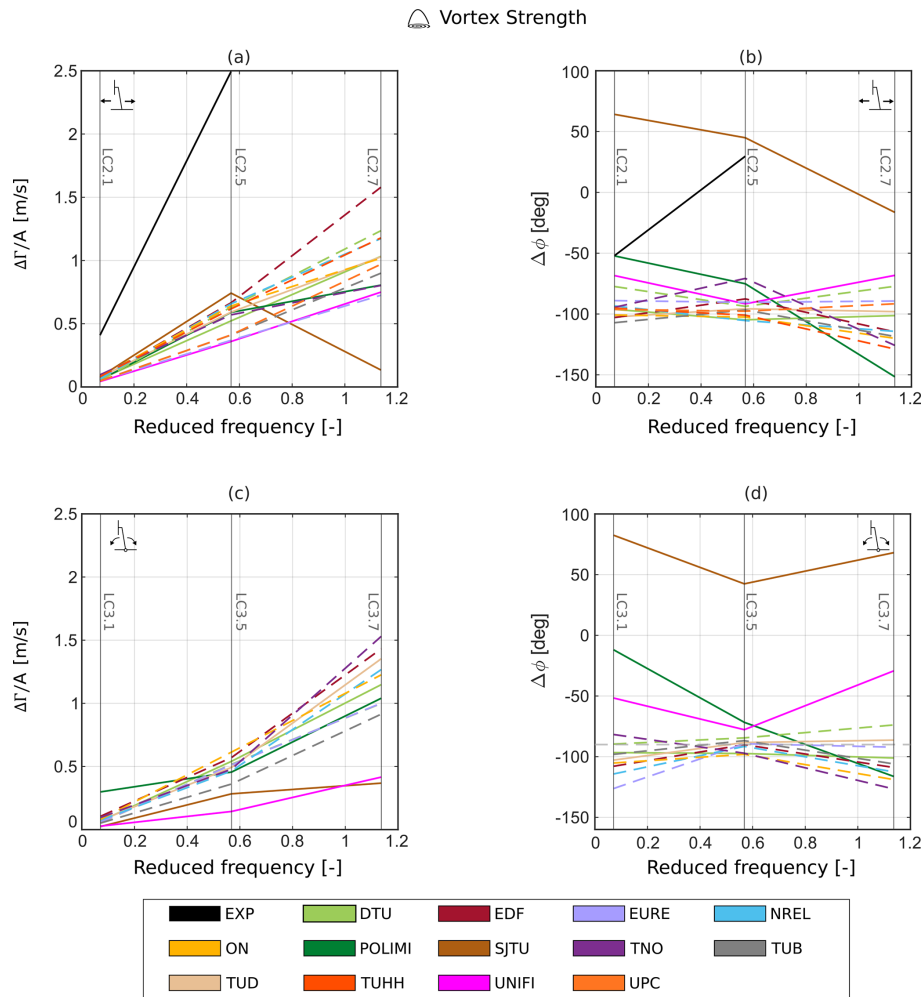 Vortex Strength
(a)
2.5
2
1.5
1
0.5
0
0
0.2
0.4
0.6
0.8
1
1.2
ΔΓ/A [m/s]
Reduced frequency [-]
LC2.1
LC2.5
LC2.7
(b)
100
50
0
-50
-100
-150
0
0.2
0.4
0.6
0.8
1
1.2
Δϕ [deg]
Reduced frequency [-]
LC2.1
LC2.5
LC2.7
(c)
2.5
2
1.5
1
0.5
0
0
0.2
0.4
0.6
0.8
1
1.2
ΔΓ/A [m/s]
Reduced frequency [-]
LC3.1
LC3.5
LC3.7
(d)
100
50
0
-50
-100
-150
0
0.2
0.4
0.6
0.8
1
1.2
Δϕ [deg]
Reduced frequency [-]
LC3.1
LC3.5
LC3.7
EXP DTU EDF EURE NREL
ON POLIMI SJTU TNO TUB
TUD TUHH UNIFI UPC